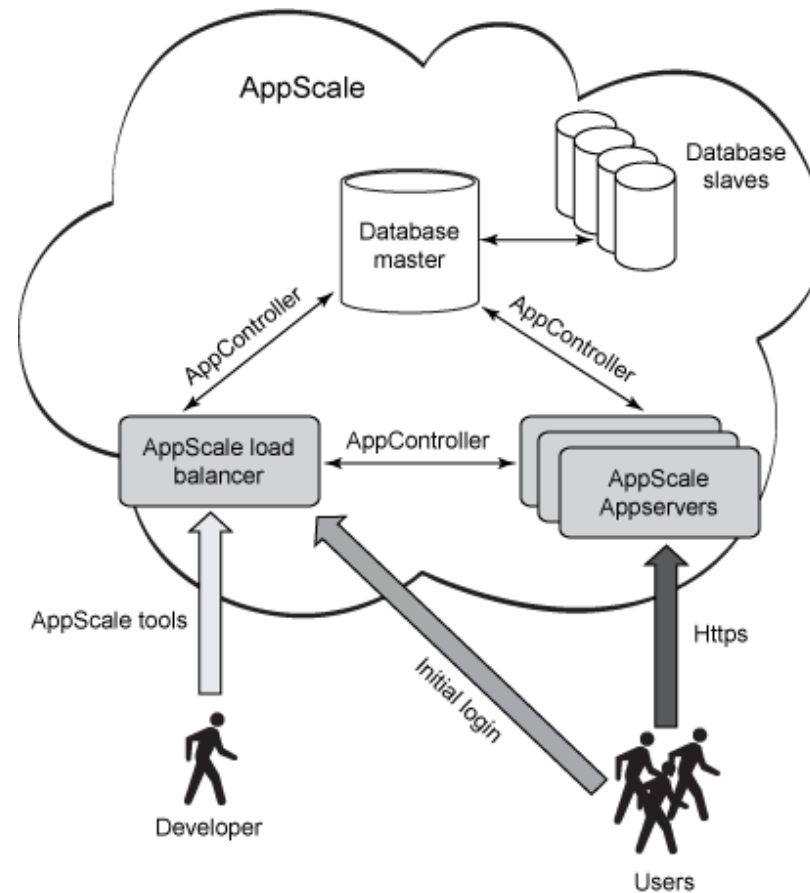 AppScale
Database
slaves
Database
master
AppController
AppController
AppScale load
balancer
AppController
AppScale
Appservers
AppScale tools
Initial login
Https
Developer
Users